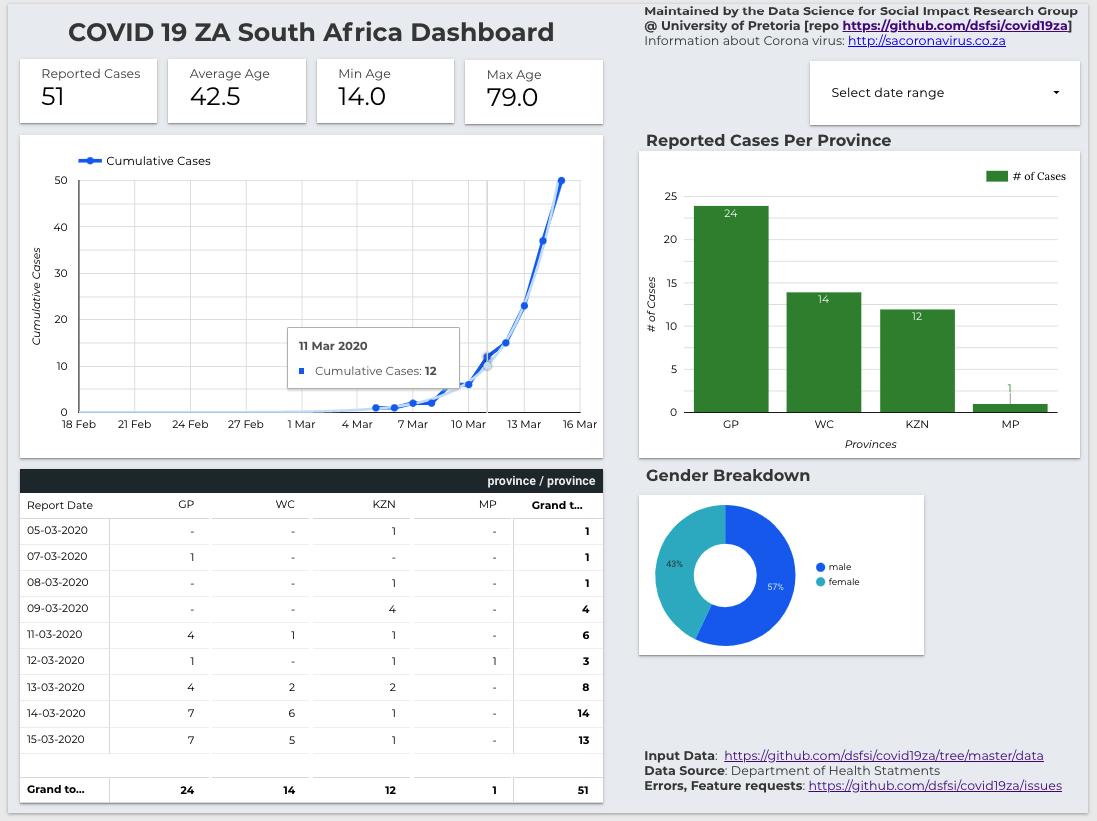 COVID 19 ZA South Africa Dashboard
Maintained by the Data Science for Social Impact Research Group
@ University of Pretoria [repo https://github.com/dsfsi/covid19za]
Information about Corona virus: http://sacoronavirus.co.za
Reported Cases
51
Average Age
42.5
Min Age
14.0
Max Age
79.0
Select date range
Cumulative Cases
50
40
30
20
10
0
Cumulative Cases
11 Mar 2020
Cumulative Cases: 12
18 Feb 21 Feb 24 Feb 27 Feb 1 Mar 4 Mar 7 Mar 10 Mar 13 Mar 16 Mar
Reported Cases Per Province
# of Cases
25
20
15
10
5
0
# of Cases
24
14
12
1
GP WC KZN MP
Provinces
province / province
Report Date GP WC KZN MP Grand t...
05-03-2020 - - 1 - 1
07-03-2020 1 - - - 1
08-03-2020 - - 1 - 1
09-03-2020 - - 4 - 4
11-03-2020 4 1 1 - 6
12-03-2020 1 - 1 1 3
13-03-2020 4 2 2 - 8
14-03-2020 7 6 1 - 14
15-03-2020 7 5 1 - 13
Grand to... 24 14 12 1 51
Gender Breakdown
43%
57%
male
female
Input Data: https://github.com/dsfsi/covid19za/tree/master/data
Data Source: Department of Health Statments
Errors, Feature requests: https://github.com/dsfsi/covid19za/issues